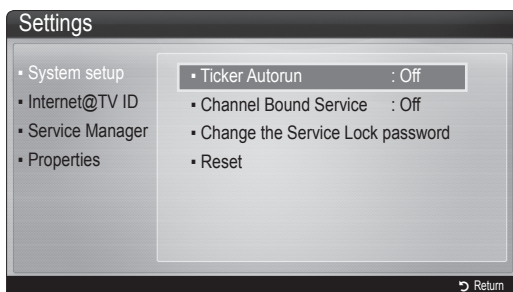 Settings
▪ System setup
▪ Internet@TV ID
▪ Service Manager
▪ Properties
▪ Ticker Autorun : Off
▪ Channel Bound Service : Off
▪ Change the Service Lock password
▪ Reset
Return